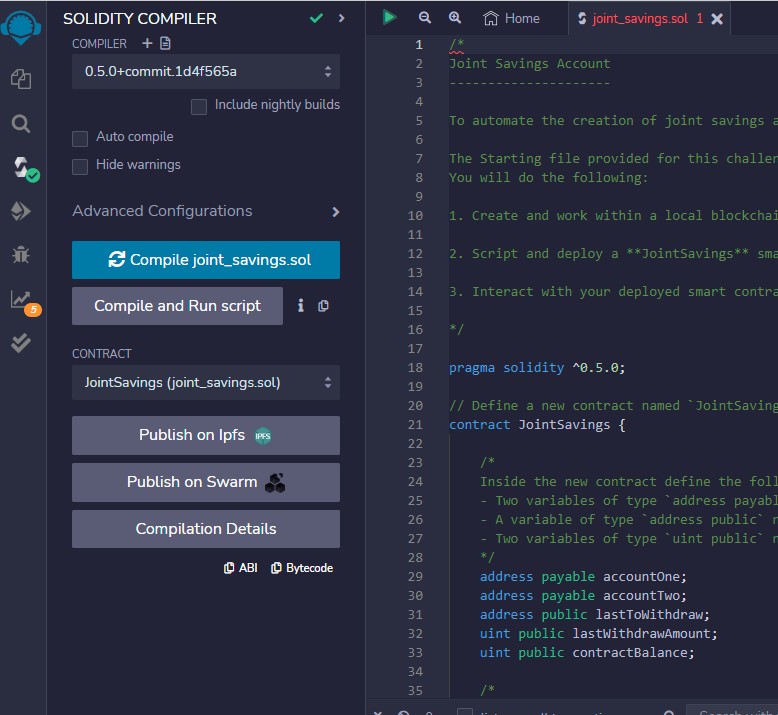 SOLIDITY COMPILER
COMPILER
0.5.0+commit.1d4f565a
Include nightly builds
Auto compile
Hide warnings
Advanced Configurations
Compile joint_savings.sol
Compile and Run script
CONTRACT
JointSavings (joint_savings.sol)
Publish on Ipfs
IPFS
Publish on Swarm
Compilation Details
ABI Bytecode
5
Home joint_savings.sol 1
1 /*
2 Joint Savings Account
3 ---------------------
4
5 To automate the creation of joint savings a
6
7 The Starting file provided for this challen
8 You will do the following:
9
10 1. Create and work within a local blockchai
11
12 2. Script and deploy a **JointSavings** sma
13
14 3. Interact with your deployed smart contra
15
16 */
17
18 pragma solidity ^0.5.0;
19
20 // Define a new contract named `JointSaving
21 contract JointSavings {
22
23 /*
24 Inside the new contract define the foll
25 - Two variables of type `address payabl
26 - A variable of type `address public` n
27 - Two variables of type `uint public` n
28 */
29 address payable accountOne;
30 address payable accountTwo;
31 address public lastToWithdraw;
32 uint public lastWithdrawAmount;
33 uint public contractBalance;
34
35 /*